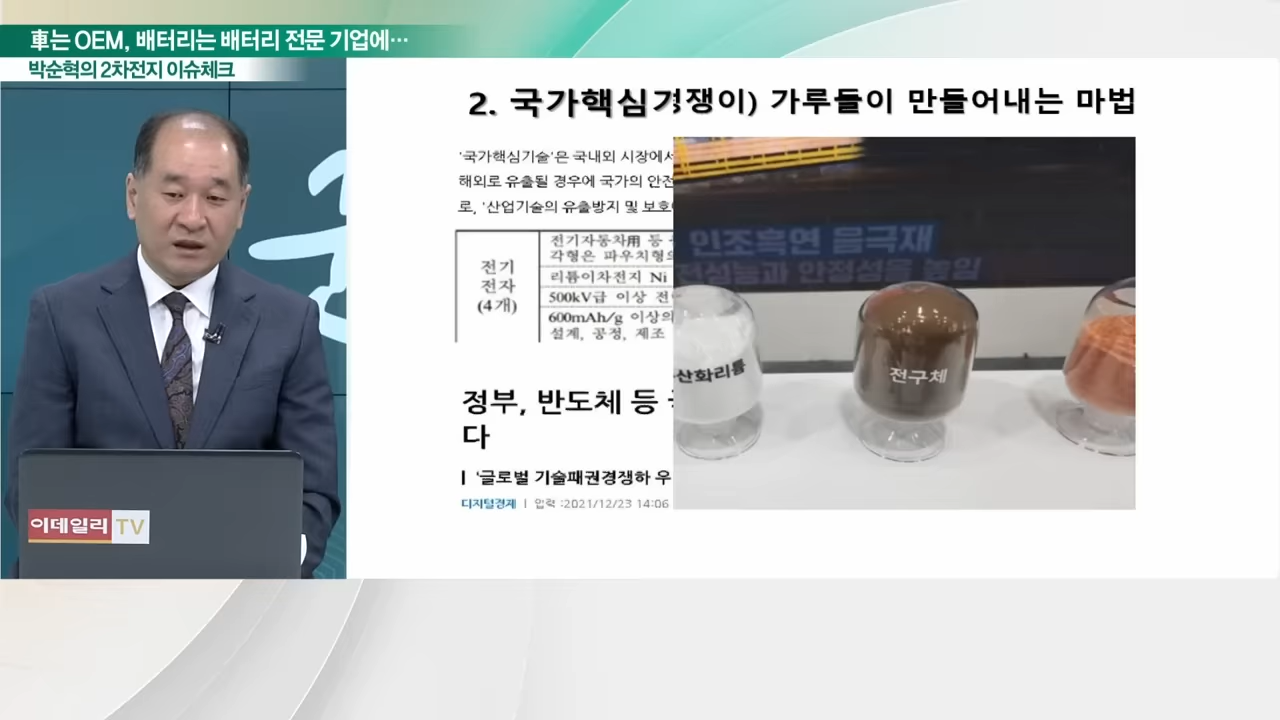 車는 OEM, 배터리는 배터리 전문 기업에…
박순혁의 2차전지 이슈체크
2. 국가핵심경쟁이) 가루들이 만들어내는 마법
'국가핵심기술'은 국내외 시장에서
해외로 유출될 경우에 국가의 안전
로, '산업기술의 유출방지 및 보호
전기
전자
(4개)
전기자동차用 등
각형은 파우치형의
리튬이차전지 Ni
500kV급 이상 전
600mAh/g 이상의
설계, 공정, 제조
정부, 반도체 등
다
'글로벌 기술패권경쟁하 우
디지털경제 | 입력 :2021/12/23 14:06
인조흑연 음극재
안정성을 높임
산화리튬
전구체
이데일리 TV